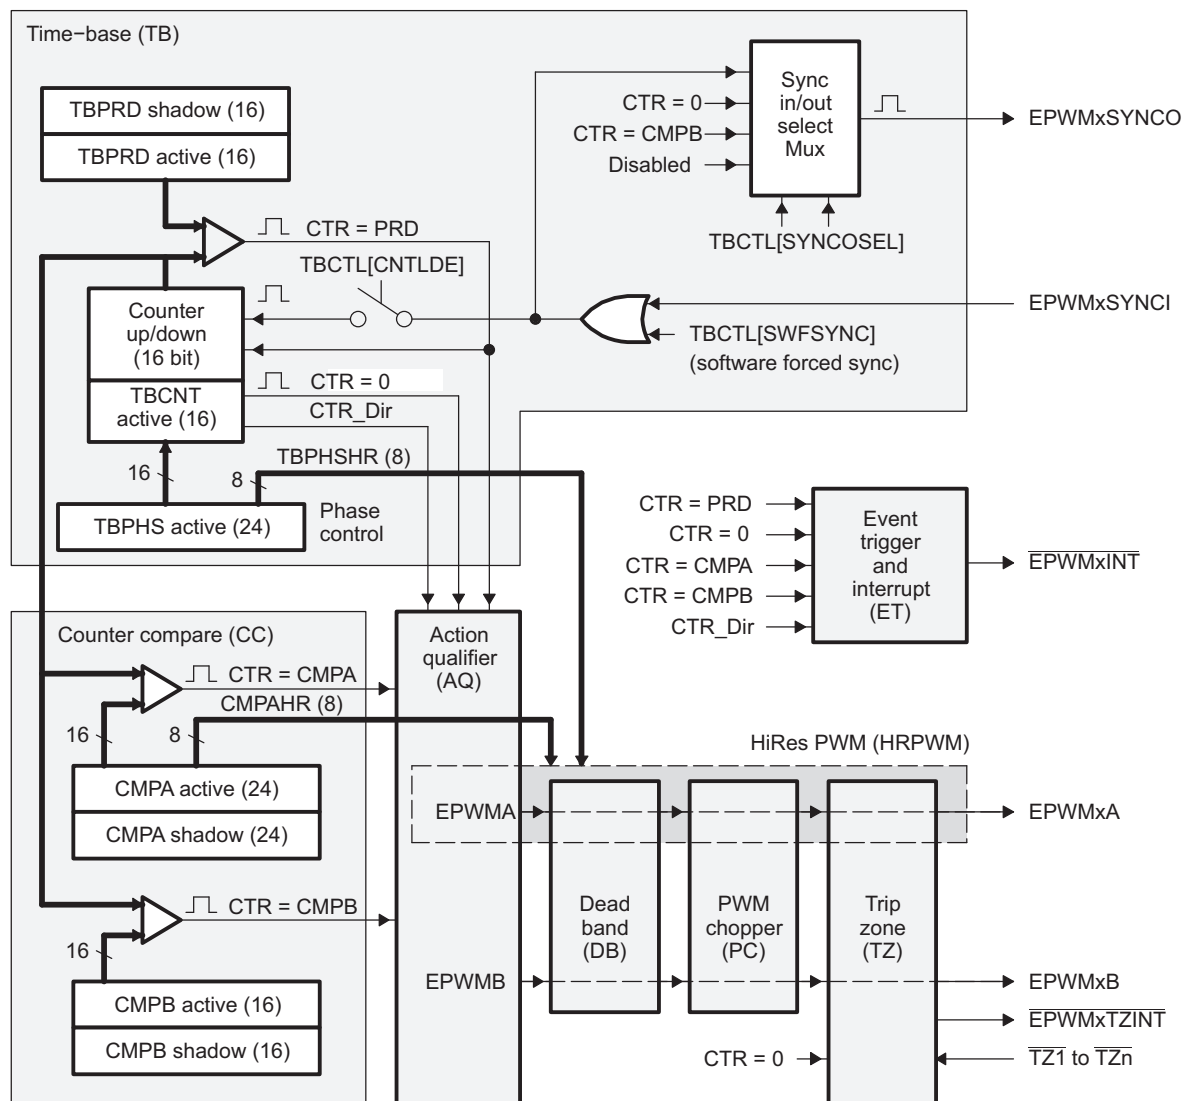 Time−base (TB)
TBPRD shadow (16)
TBPRD active (16)
CTR = PRD
TBCTL[CNTLDE]
Counter
up/down
(16 bit)
TBCNT
active (16)
CTR = 0
CTR_Dir
16
8
TBPHSHR (8)
TBPHS active (24)
Phase
control
CTR = 0
CTR = CMPB
Disabled
Sync
in/out
select
Mux
TBCTL[SYNCOSEL]
EPWMxSYNCO
EPWMxSYNCI
TBCTL[SWFSYNC]
(software forced sync)
CTR = PRD
CTR = 0
CTR = CMPA
CTR = CMPB
CTR_Dir
Event
trigger
and
interrupt
(ET)
EPWMxINT
Counter compare (CC)
CTR = CMPA
CMPAHR (8)
16
8
CMPA active (24)
CMPA shadow (24)
CTR = CMPB
16
CMPB active (16)
CMPB shadow (16)
Action
qualifier
(AQ)
HiRes PWM (HRPWM)
EPWMA
EPWMxA
Dead
band
(DB)
PWM
chopper
(PC)
Trip
zone
(TZ)
EPWMB
EPWMxB
EPWMxTZINT
CTR = 0
TZ1 to TZn